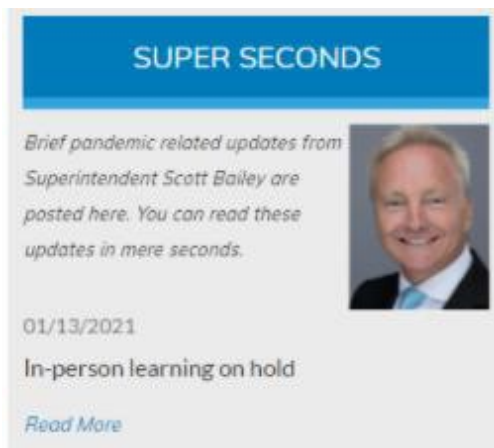 SUPER SECONDS
Brief pandemic related updates from
Superintendent Scott Bailey are
posted here. You can read these
updates in mere seconds.
01/13/2021
In-person learning on hold
Read More